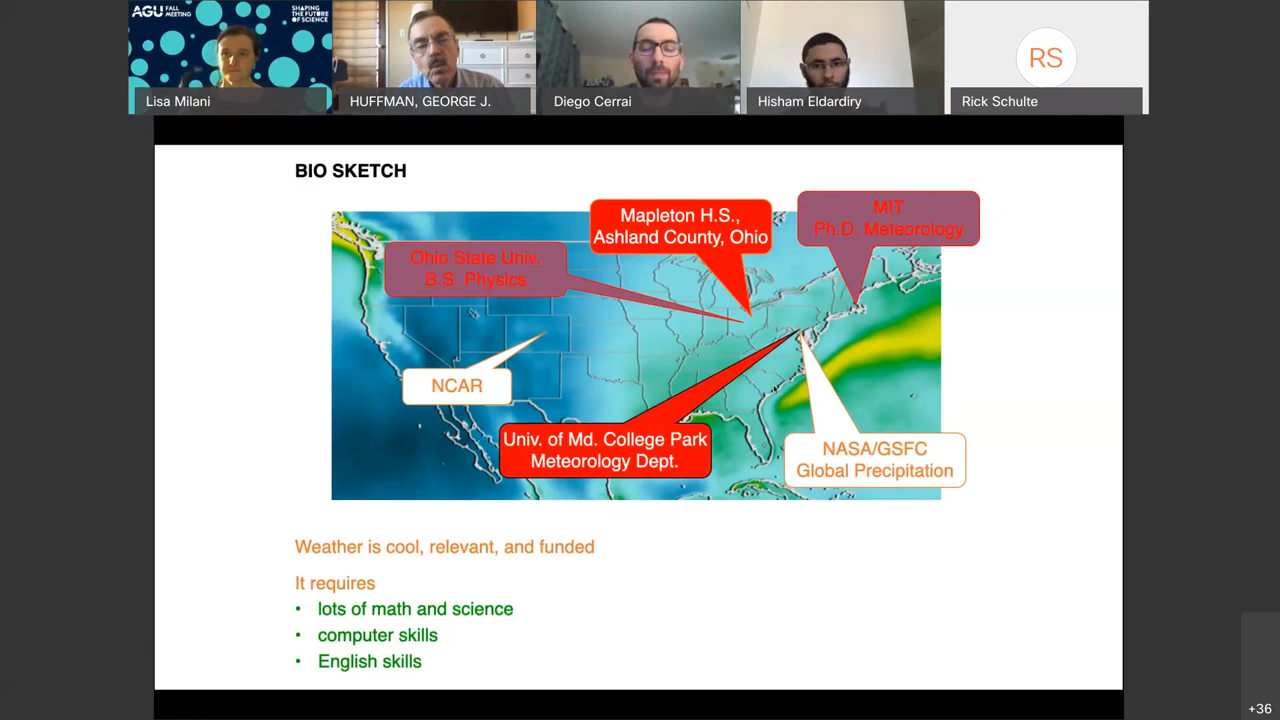 AGU FALL MEETING
SHAPING THE FUTURE OF SCIENCE
Lisa Milani
HUFFMAN, GEORGE J.
Diego Cerrai
Hisham Eldardiry
RS
Rick Schulte
BIO SKETCH
Mapleton H.S.,
Ashland County, Ohio
MIT
Ph.D. Meteorology
Ohio State Univ.
B.S. Physics
NCAR
Univ. of Md. College Park
Meteorology Dept.
NASA/GSFC
Global Precipitation
Weather is cool, relevant, and funded
It requires
• lots of math and science
• computer skills
• English skills
+36